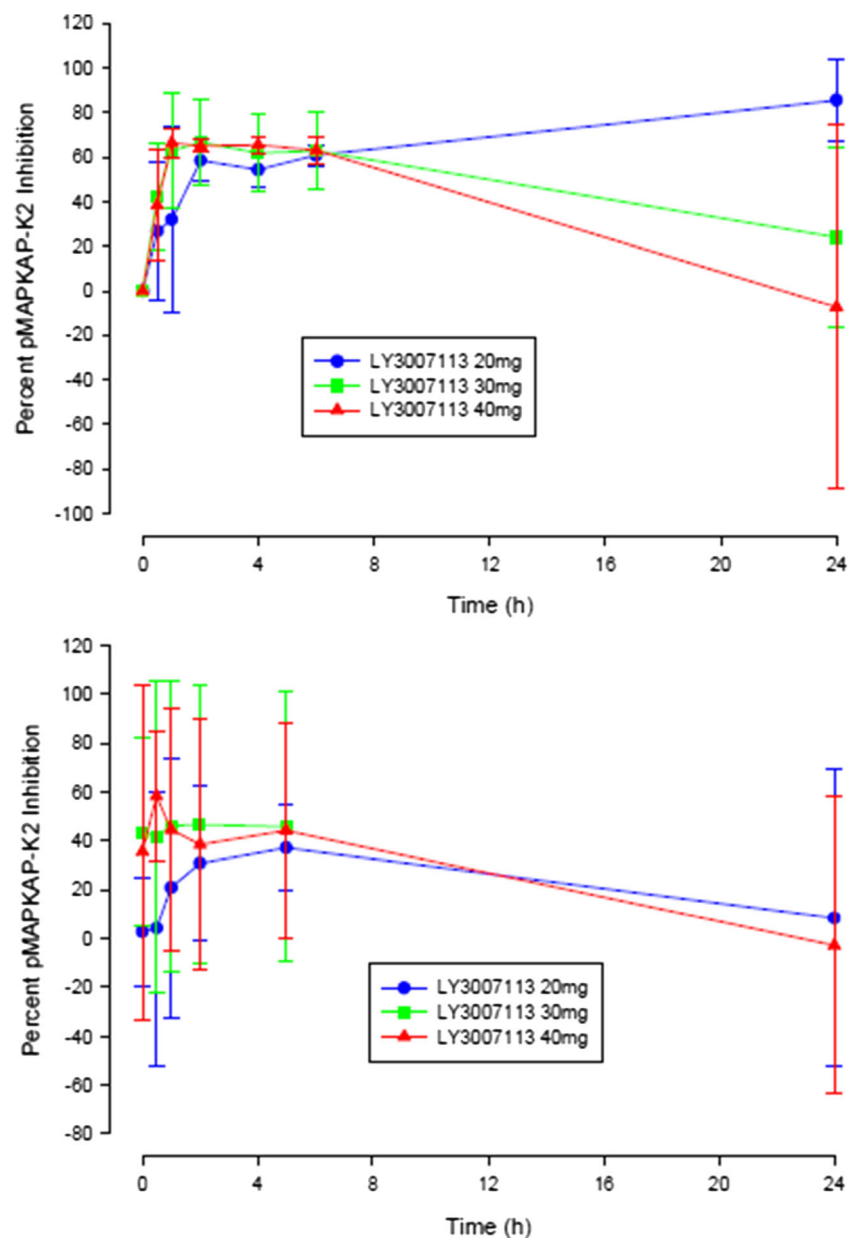 120
100
80
60
40
20
0
-20
-40
-60
-80
-100
Percent pMAPKAP-K2 Inhibition
LY3007113 20mg
LY3007113 30mg
LY3007113 40mg
0 4 8 12 16 20 24
Time (h)
120
100
80
60
40
20
0
-20
-40
-60
-80
Percent pMAPKAP-K2 Inhibition
LY3007113 20mg
LY3007113 30mg
LY3007113 40mg
0 4 8 12 16 20 24
Time (h)